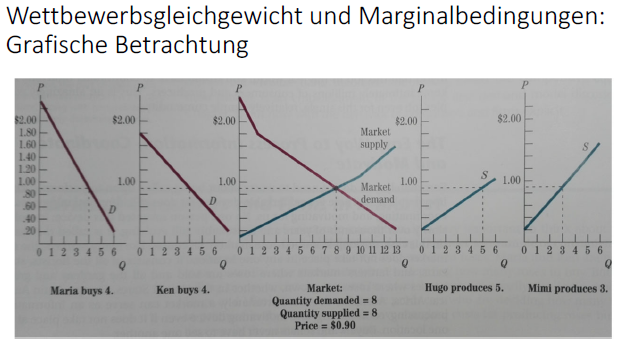 Wettbewerbsgleichgewicht und Marginalbedingungen:
Grafische Betrachtung
P P P P P
$2.00 $2.00 $2.00 $2.00 $2.00
1.80
1.60
1.40
1.20
1.00 1.00 1.00 1.00 1.00
.80
.60
.40
.20
D D
Market
supply
Market
demand
S S
0 1 2 3 4 5 6 0 1 2 3 4 5 6 0 1 2 3 4 5 6 7 8 9 10 11 12 13 0 1 2 3 4 5 6 0 1 2 3 4 5 6
Q Q Q Q Q
Maria buys 4. Ken buys 4. Market: Hugo produces 5. Mimi produces 3.
Quantity demanded = 8
Quantity supplied = 8
Price = $0.90